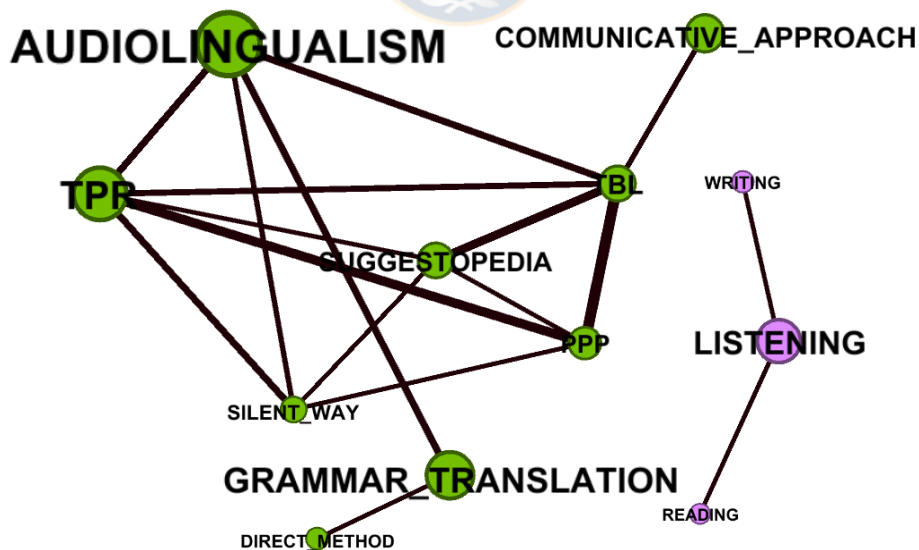 AUDIOLINGUALISM
COMMUNICATIVE_APPROACH
TPR
TBL
WRITING
SUGGESTOPEDIA
PPP
LISTENING
SILENT_WAY
GRAMMAR_TRANSLATION
READING
DIRECT_METHOD